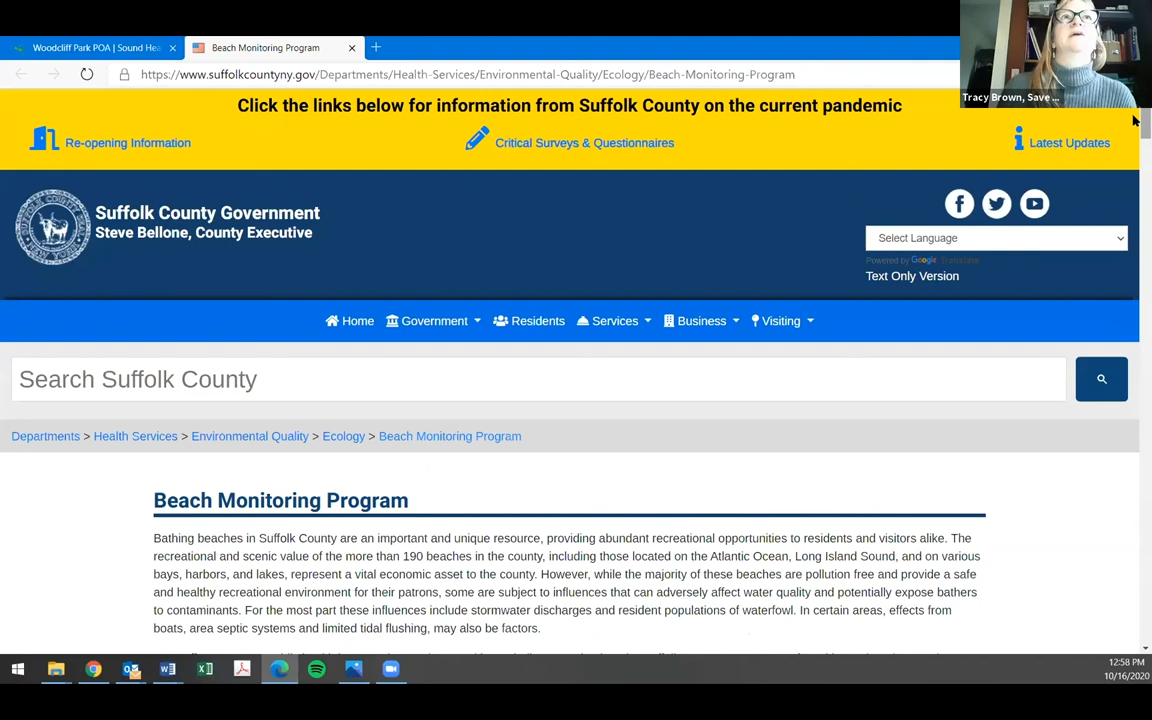 Woodcliff Park POA | Sound Hea
Beach Monitoring Program
https://www.suffolkcountyny.gov/Departments/Health-Services/Environmental-Quality/Ecology/Beach-Monitoring-Program
Tracy Brown, Save ...
Click the links below for information from Suffolk County on the current pandemic
Re-opening Information
Critical Surveys & Questionnaires
Latest Updates
Suffolk County Government
Steve Bellone, County Executive
Select Language
Powered by Google Translate
Text Only Version
Home Government Residents Services Business Visiting
Search Suffolk County
Departments > Health Services > Environmental Quality > Ecology > Beach Monitoring Program
Beach Monitoring Program
Bathing beaches in Suffolk County are an important and unique resource, providing abundant recreational opportunities to residents and visitors alike. The
recreational and scenic value of the more than 190 beaches in the county, including those located on the Atlantic Ocean, Long Island Sound, and on various
bays, harbors, and lakes, represent a vital economic asset to the county. However, while the majority of these beaches are pollution free and provide a safe
and healthy recreational environment for their patrons, some are subject to influences that can adversely affect water quality and potentially expose bathers
to contaminants. For the most part these influences include stormwater discharges and resident populations of waterfowl. In certain areas, effects from
boats, area septic systems and limited tidal flushing, may also be factors.
12:58 PM
10/16/2020